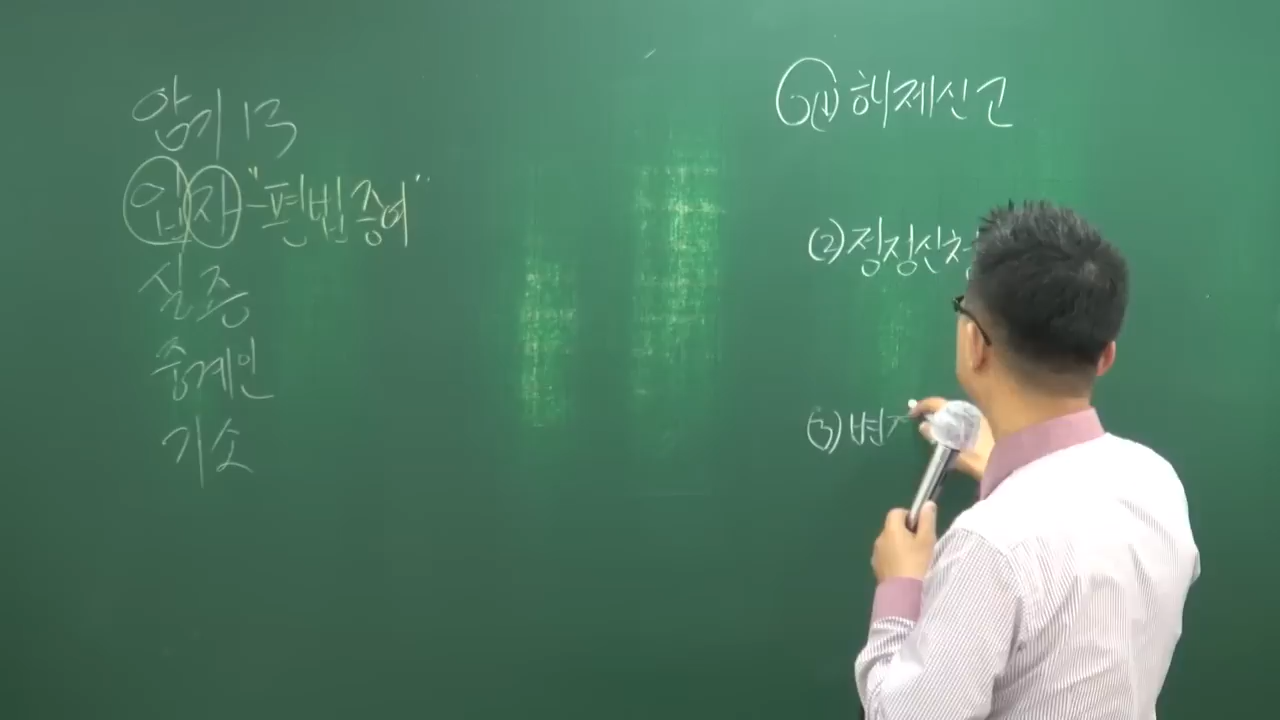 암기 13
입자-"편법증여"
실증
중계인
기소
(1) 해제신고
(2) 정정신청
(3) 변